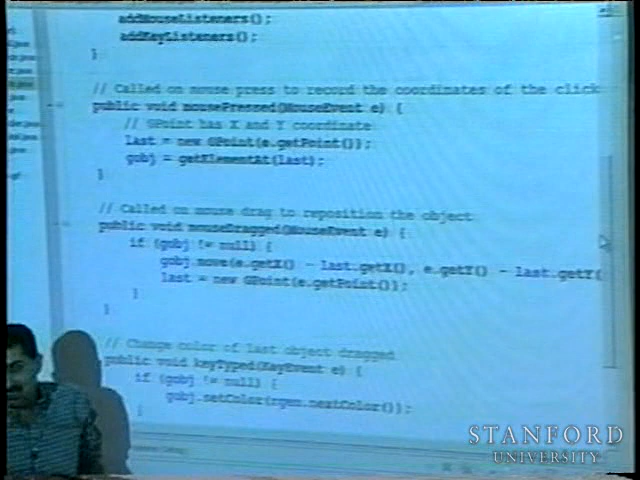 addMouseListeners();
addKeyListeners();
}
// Called on mouse press to record the coordinates of the click
public void mousePressed(MouseEvent e) {
// GPoint has X and Y coordinate
last = new GPoint(e.getPoint());
gobj = getElementAt(last);
}
// Called on mouse drag to reposition the object
public void mouseDragged(MouseEvent e) {
if (gobj != null) {
gobj.move(e.getX() - last.getX(), e.getY() - last.getY(
last = new GPoint(e.getPoint());
}
}
// Change color of last object dragged
public void keyTyped(KeyEvent e) {
if (gobj != null) {
gobj.setColor(rgen.nextColor());
}
STANFORD
UNIVERSITY